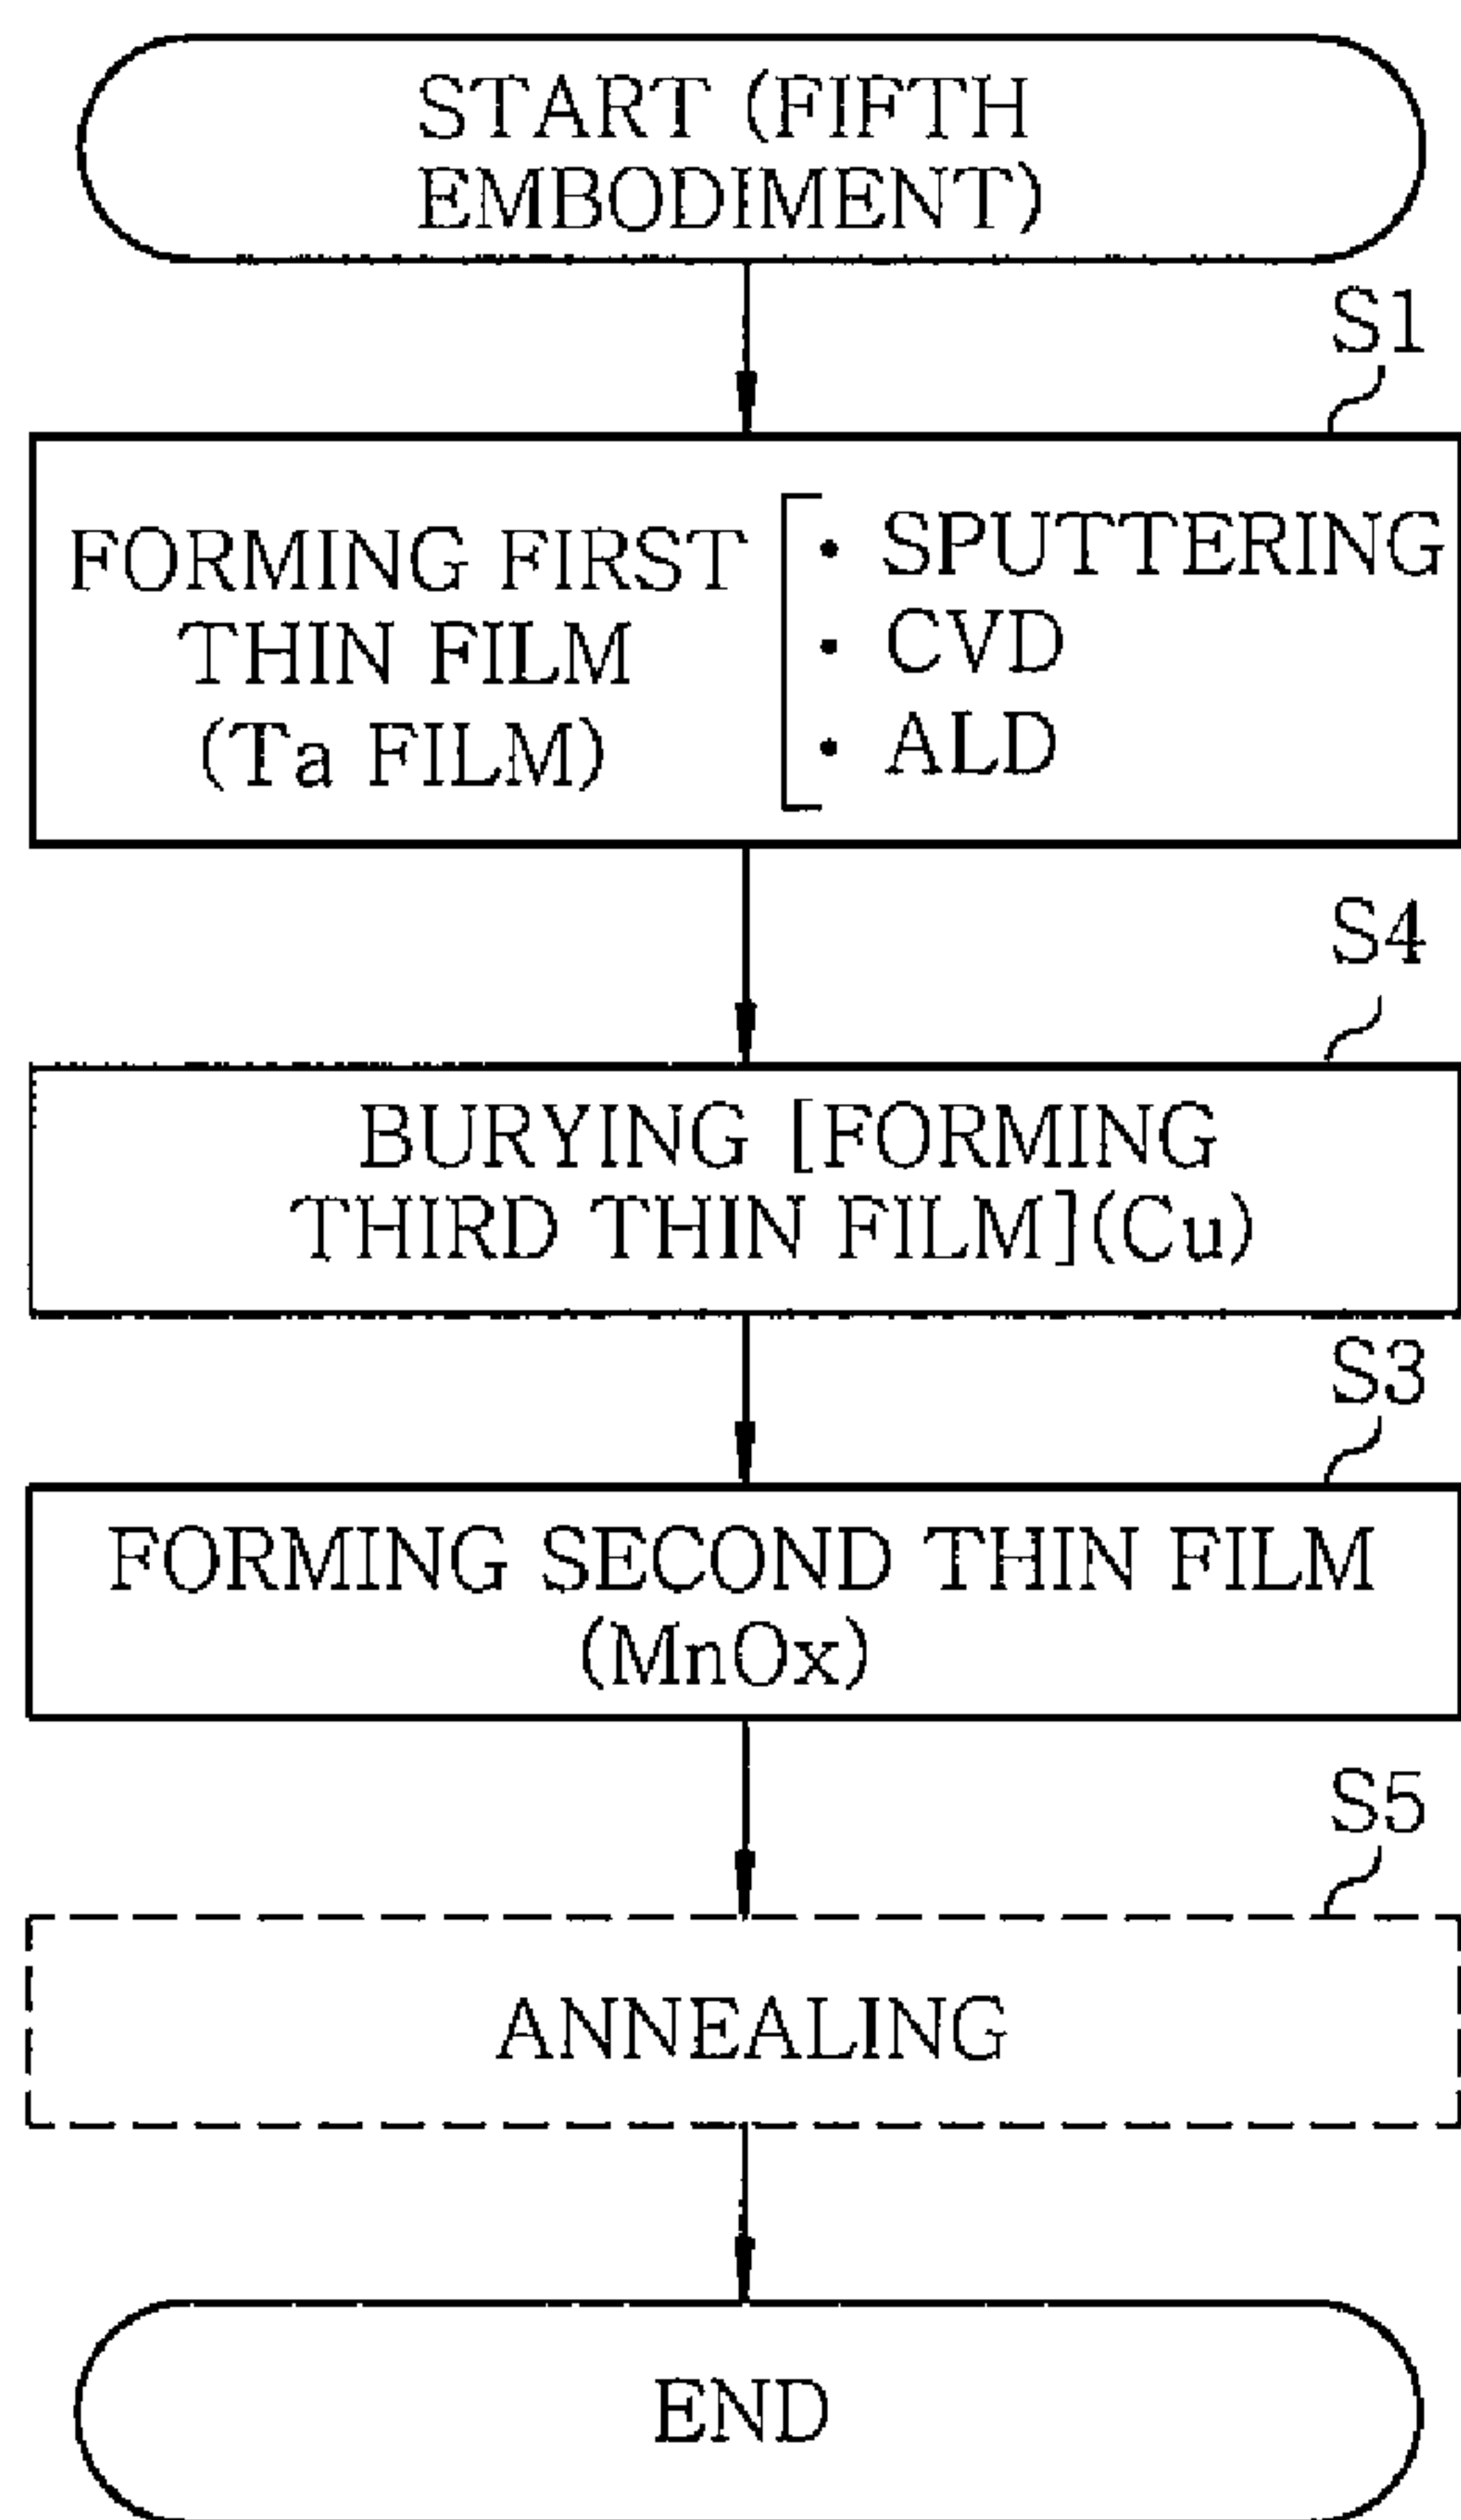 START (FIFTH
EMBODIMENT)
S1
FORMING FIRST
THIN FILM
(Ta FILM)
• SPUTTERING
• CVD
• ALD
S4
BURYING [FORMING
THIRD THIN FILM](Cu)
S3
FORMING SECOND THIN FILM
(MnOx)
S5
ANNEALING
END